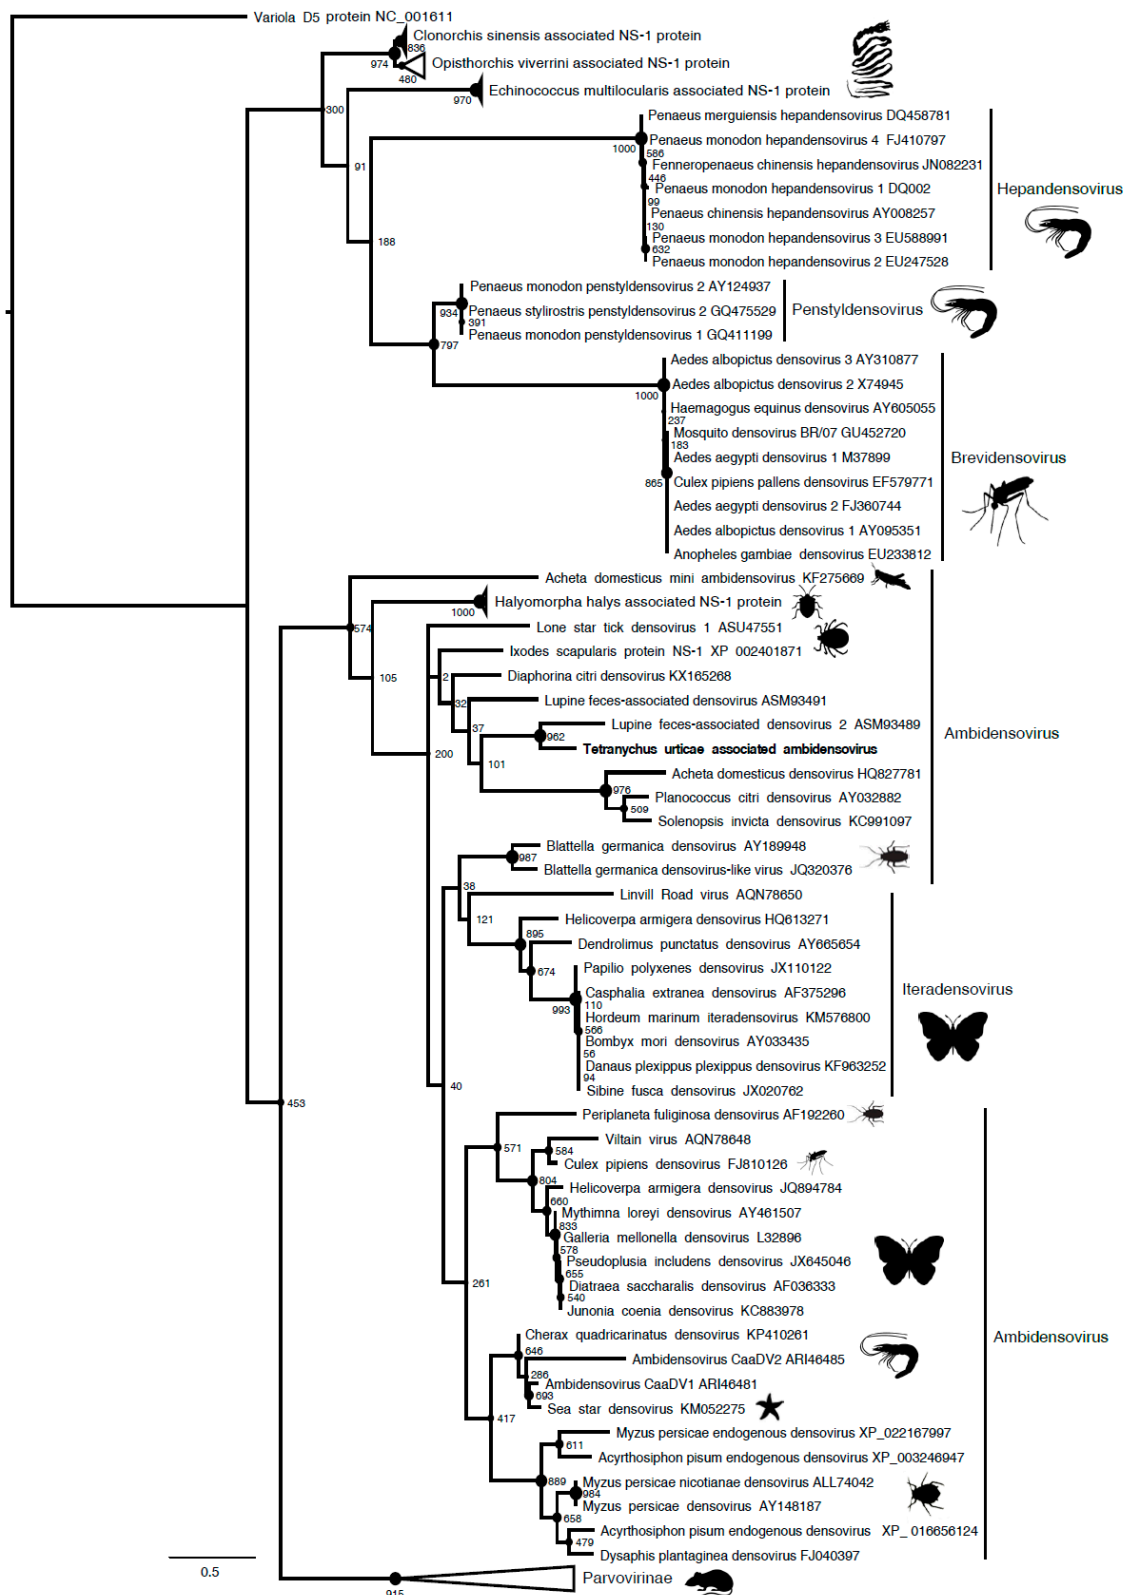 Variola D5 protein NC_001611
Clonorchis sinensis associated NS-1 protein
836
974
Opisthorchis viverrini associated NS-1 protein
480
Echinococcus multilocularis associated NS-1 protein
970
300
Penaeus merguiensis hepandensovirus DQ458781
Penaeus monodon hepandensovirus 4 FJ410797
1000
586
Fenneropenaeus chinensis hepandensovirus JN082231
91
446
Penaeus monodon hepandensovirus 1 DQ002
Hepandensovirus
99
Penaeus chinensis hepandensovirus AY008257
130
Penaeus monodon hepandensovirus 3 EU588991
188
632
Penaeus monodon hepandensovirus 2 EU247528
Penaeus monodon penstyldensovirus 2 AY124937
934
Penaeus stylirostris penstyldensovirus 2 GQ475529
Penstyldensovirus
391
Penaeus monodon penstyldensovirus 1 GQ411199
797
Aedes albopictus densovirus 3 AY310877
Aedes albopictus densovirus 2 X74945
1000
Haemagogus equinus densovirus AY605055
237
Mosquito densovirus BR/07 GU452720
183
Aedes aegypti densovirus 1 M37899
Brevidensovirus
865
Culex pipiens pallens densovirus EF579771
Aedes aegypti densovirus 2 FJ360744
Aedes albopictus densovirus 1 AY095351
Anopheles gambiae densovirus EU233812
Acheta domesticus mini ambidensovirus KF275669
Halyomorpha halys associated NS-1 protein
1000
574
Lone star tick densovirus 1 ASU47551
Ixodes scapularis protein NS-1 XP 002401871
105
2
Diaphorina citri densovirus KX165268
32
Lupine feces-associated densovirus ASM93491
37
Lupine feces-associated densovirus 2 ASM93489
Ambidensovirus
962
Tetranychus urticae associated ambidensovirus
200
101
Acheta domesticus densovirus HQ827781
976
Planococcus citri densovirus AY032882
509
Solenopsis invicta densovirus KC991097
Blattella germanica densovirus AY189948
987
Blattella germanica densovirus-like virus JQ320376
38
Linvill Road virus AQN78650
121
Helicoverpa armigera densovirus HQ613271
895
Dendrolimus punctatus densovirus AY665654
674
Papilio polyxenes densovirus JX110122
Casphalia extranea densovirus AF375296
Iteradensovirus
993
110
Hordeum marinum iteradensovirus KM576800
566
Bombyx mori densovirus AY033435
56
Danaus plexippus plexippus densovirus KF963252
94
Sibine fusca densovirus JX020762
40
453
Periplaneta fuliginosa densovirus AF192260
571
Viltain virus AQN78648
584
Culex pipiens densovirus FJ810126
804
Helicoverpa armigera densovirus JQ894784
660
Mythimna loreyi densovirus AY461507
833
Galleria mellonella densovirus L32896
578
Pseudoplusia includens densovirus JX645046
655
Diatraea saccharalis densovirus AF036333
261
540
Junonia coenia densovirus KC883978
Cherax quadricarinatus densovirus KP410261
Ambidensovirus
646
Ambidensovirus CaaDV2 ARI46485
286
Ambidensovirus CaaDV1 ARI46481
693
Sea star densovirus KM052275
417
Myzus persicae endogenous densovirus XP_022167997
611
Acyrthosiphon pisum endogenous densovirus XP_003246947
889
Myzus persicae nicotianae densovirus ALL74042
984
Myzus persicae densovirus AY148187
658
Acyrthosiphon pisum endogenous densovirus XP_ 016656124
479
Dysaphis plantaginea densovirus FJ040397
0.5
Parvovirinae
915